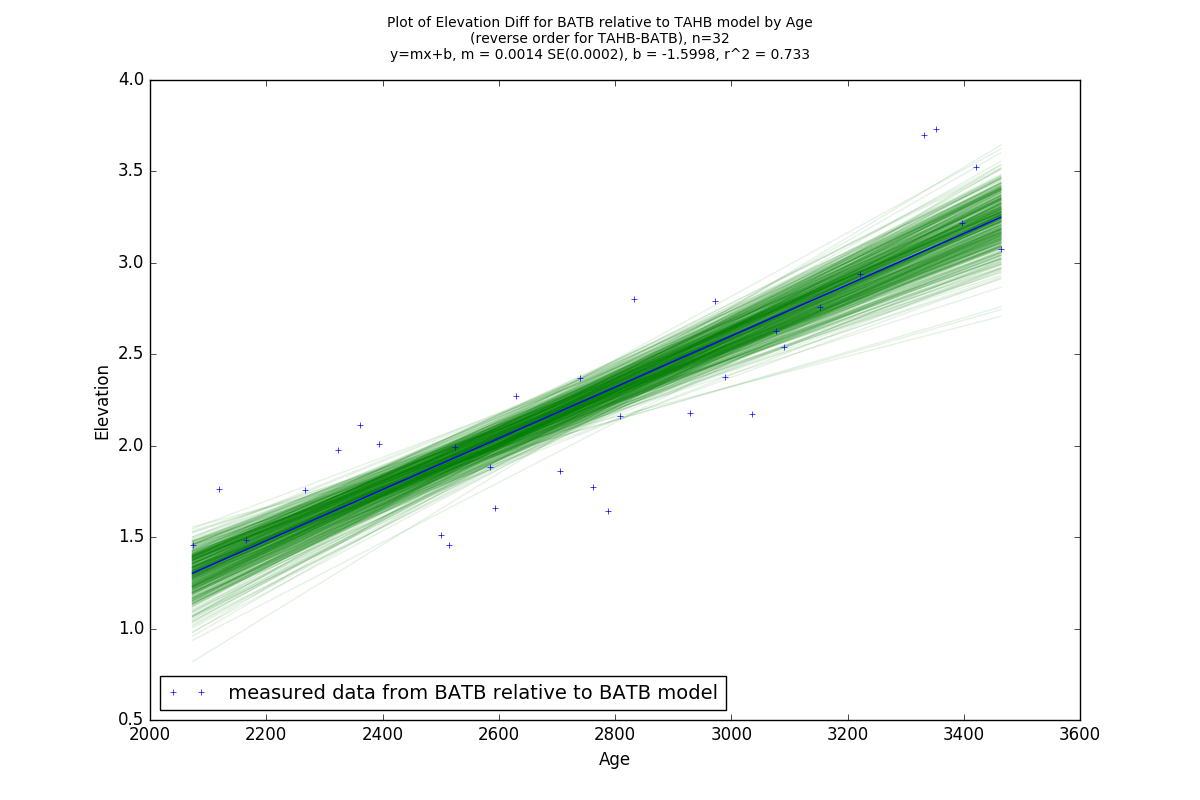 Plot of Elevation Diff for BATB relative to TAHB model by Age
(reverse order for TAHB-BATB), n=32
y=mx+b, m = 0.0014 SE(0.0002), b = -1.5998, r^2 = 0.733
4.0
3.5
3.0
2.5
2.0
1.5
1.0
0.5
Elevation
measured data from BATB relative to BATB model
2000 2200 2400 2600 2800 3000 3200 3400 3600
Age